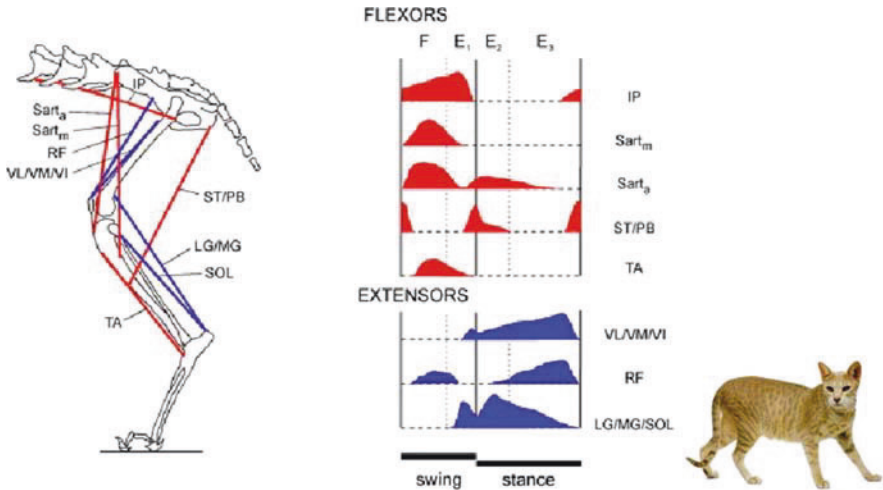 IP
Sartₐ
Sartₘ
RF
VL/VM/VI
ST/PB
LG/MG
SOL
TA
FLEXORS
F E₁ E₂ E₃
IP
Sartₘ
Sartₐ
ST/PB
TA
EXTENSORS
VL/VM/VI
RF
LG/MG/SOL
swing stance